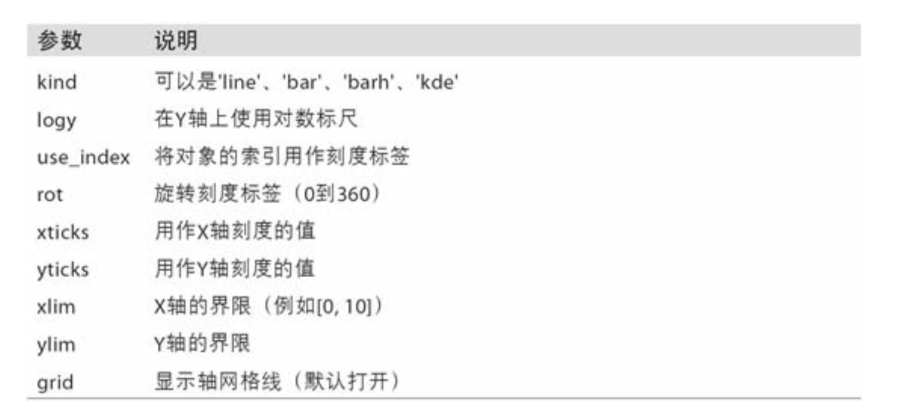 参数 说明
kind 可以是'line'、'bar'、'barh'、'kde'
logy 在Y轴上使用对数标尺
use_index 将对象的索引用作刻度标签
rot 旋转刻度标签（0到360）
xticks 用作X轴刻度的值
yticks 用作Y轴刻度的值
xlim X轴的界限（例如[0, 10]）
ylim Y轴的界限
grid 显示轴网格线（默认打开）